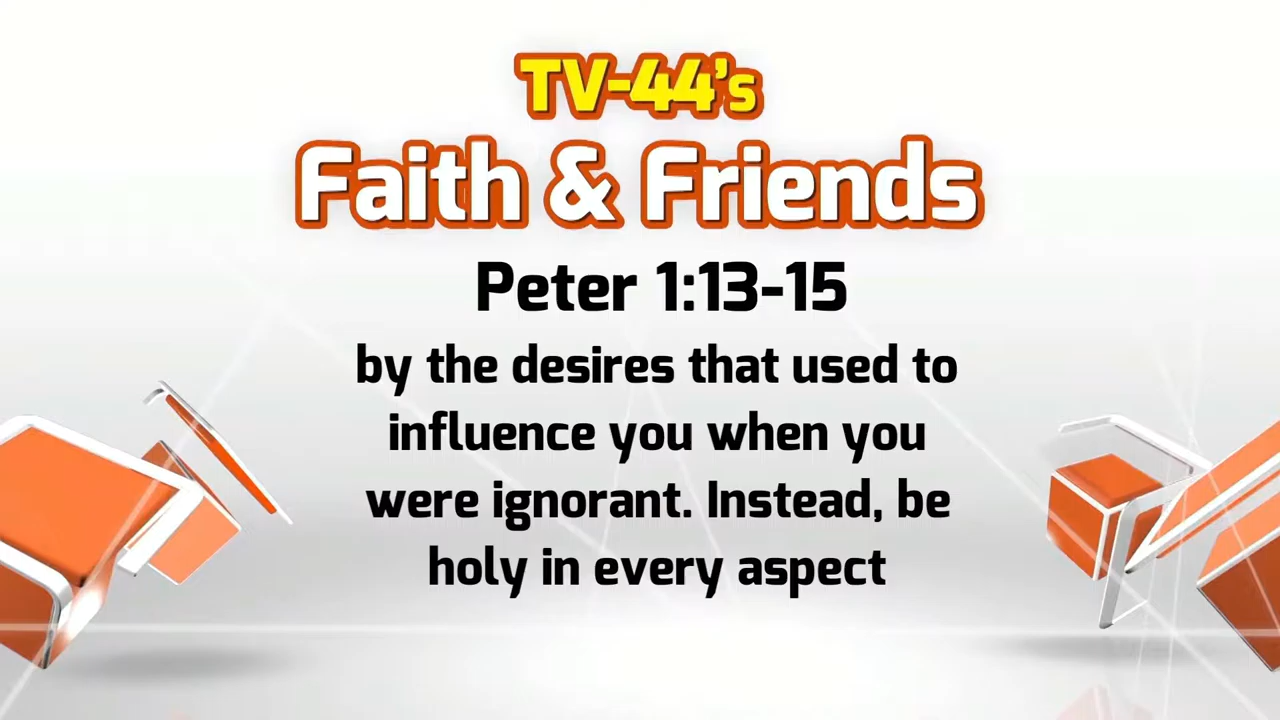 TV-44's
Faith & Friends
Peter 1:13-15
by the desires that used to
influence you when you
were ignorant. Instead, be
holy in every aspect